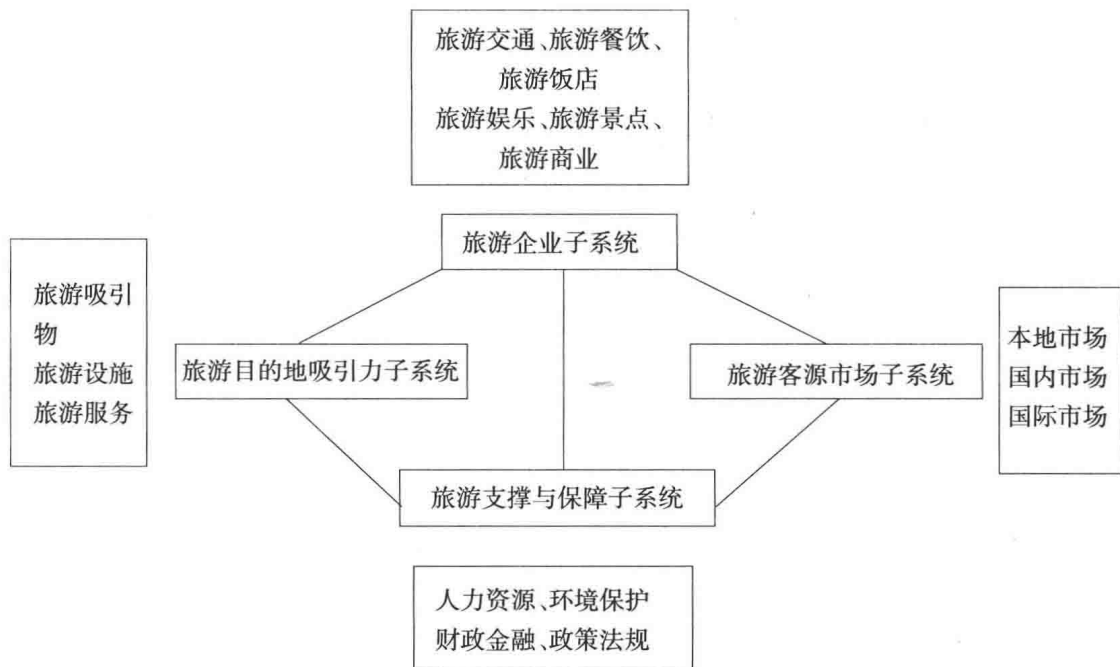 旅游交通、旅游餐饮、
旅游饭店
旅游娱乐、旅游景点、
旅游商业
旅游企业子系统
旅游吸引
物
旅游设施
旅游服务
旅游目的地吸引力子系统
旅游客源市场子系统
本地市场
国内市场
国际市场
旅游支撑与保障子系统
人力资源、环境保护
财政金融、政策法规